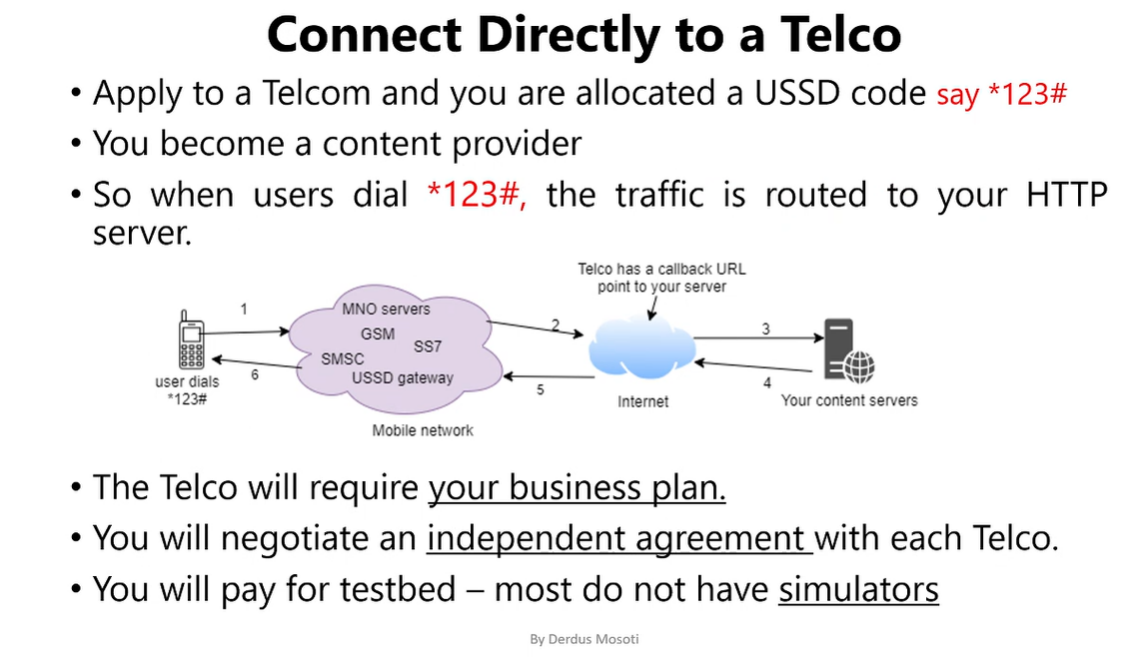 Connect Directly to a Telco
• Apply to a Telcom and you are allocated a USSD code say *123#
• You become a content provider
• So when users dial *123#, the traffic is routed to your HTTP
server.
Telco has a callback URL
point to your server
1
MNO servers
GSM
SS7
SMSC
USSD gateway
2
3
6
5
4
user dials
*123#
Internet
Your content servers
Mobile network
• The Telco will require your business plan.
• You will negotiate an independent agreement with each Telco.
• You will pay for testbed – most do not have simulators
By Derdus Mosoti